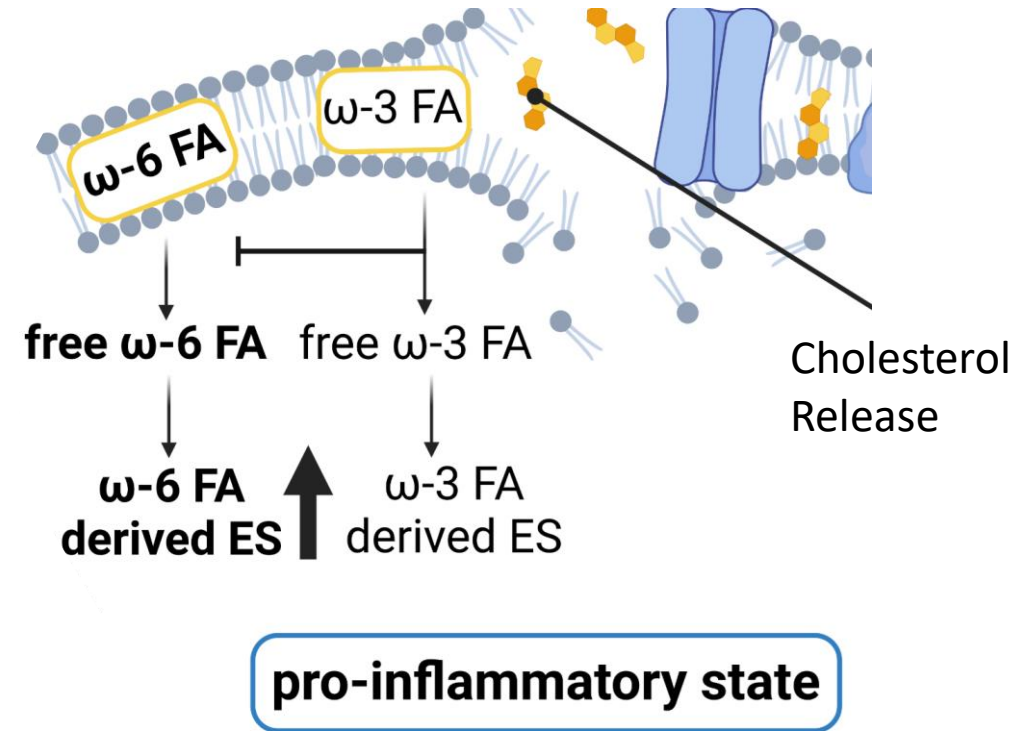 ω-6 FA
ω-3 FA
free ω-6 FA
free ω-3 FA
Cholesterol
Release
ω-6 FA
derived ES
ω-3 FA
derived ES
pro-inflammatory state